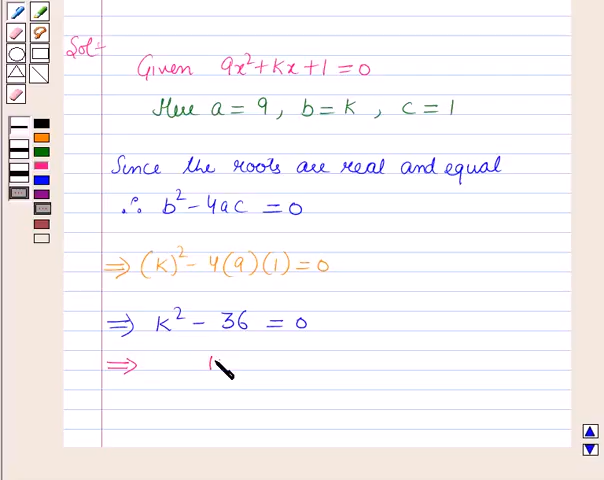 Sol=
Given 9x²+kx+1=0
Here a=9, b=k, c=1
Since the roots are real and equal
∴ b²-4ac=0
⇒ (k)²-4(9)(1)=0
⇒ k²-36=0
⇒